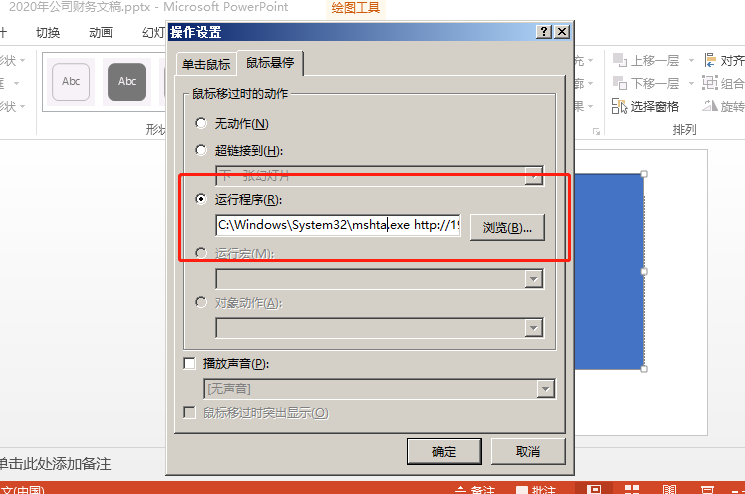 2020年公司财务文稿.pptx - Microsoft PowerPoint
绘图工具
切换
动画
幻灯
操作设置
单击鼠标
鼠标悬停
鼠标移过时的动作
无动作(N)
超链接到(H):
下一张幻灯片
运行程序(R):
C:\Windows\System32\mshta.exe http://19
浏览(B)...
运行宏(M):
对象动作(A):
播放声音(P):
[无声音]
鼠标移过时突出显示(O)
确定
取消
Abc
Abc
形状
上移一层
对齐
下移一层
组合
选择窗格
旋转
排列
单击此处添加备注
文(中国)
备注
批注